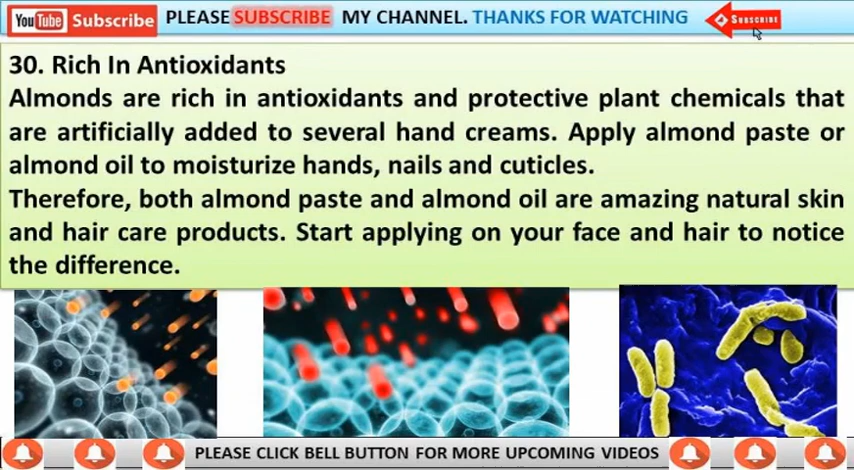 YouTube Subscribe PLEASE SUBSCRIBE MY CHANNEL. THANKS FOR WATCHING SUBSCRIBE
30. Rich In Antioxidants
Almonds are rich in antioxidants and protective plant chemicals that
are artificially added to several hand creams. Apply almond paste or
almond oil to moisturize hands, nails and cuticles.
Therefore, both almond paste and almond oil are amazing natural skin
and hair care products. Start applying on your face and hair to notice
the difference.
PLEASE CLICK BELL BUTTON FOR MORE UPCOMING VIDEOS